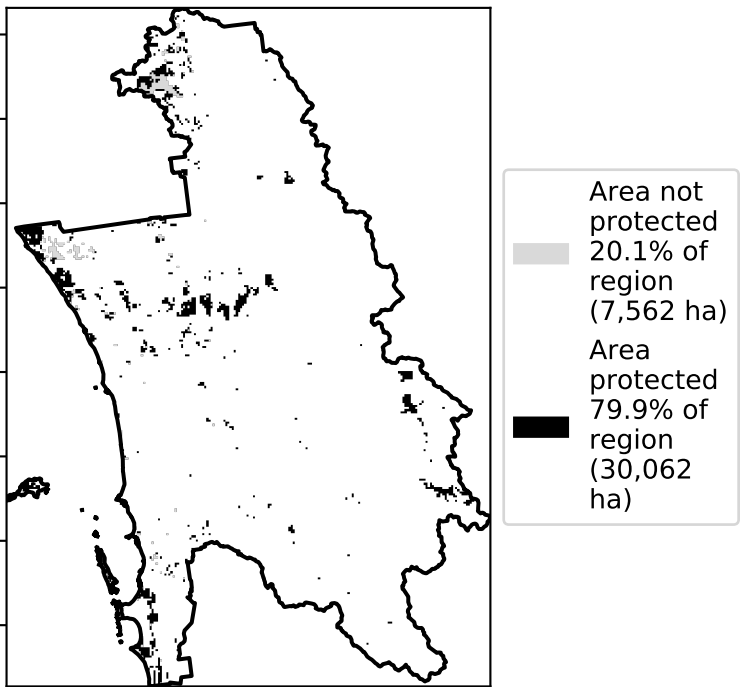 Area not
protected
20.1% of
region
(7,562 ha)
Area
protected
79.9% of
region
(30,062
ha)